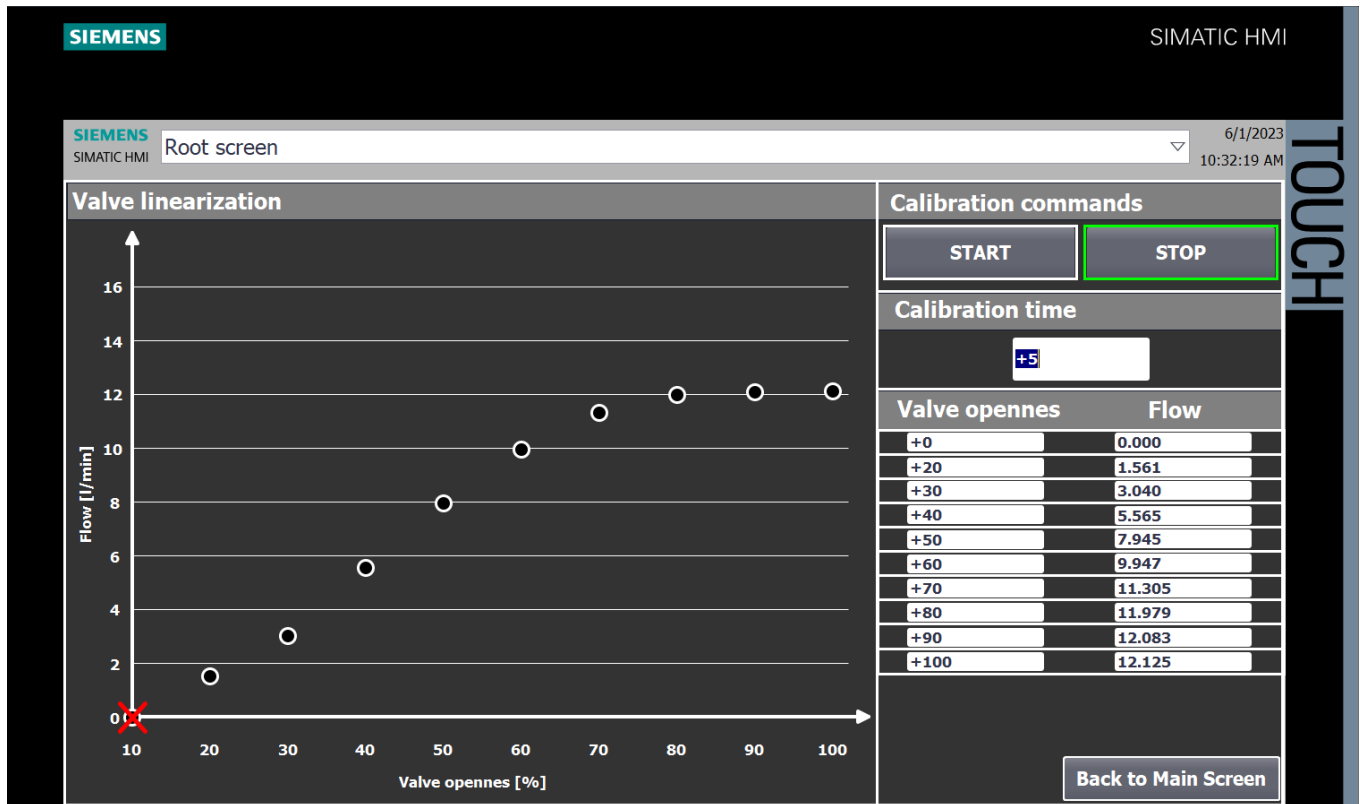 SIEMENS
SIMATIC HMI
TOUCH
SIEMENS
SIMATIC HMI
Root screen
6/1/2023
10:32:19 AM
Valve linearization
16
14
12
10
8
6
4
2
0
Flow [l/min]
10 20 30 40 50 60 70 80 90 100
Valve opennes [%]
Calibration commands
START STOP
Calibration time
+5
Valve opennes Flow
+0 0.000
+20 1.561
+30 3.040
+40 5.565
+50 7.945
+60 9.947
+70 11.305
+80 11.979
+90 12.083
+100 12.125
Back to Main Screen